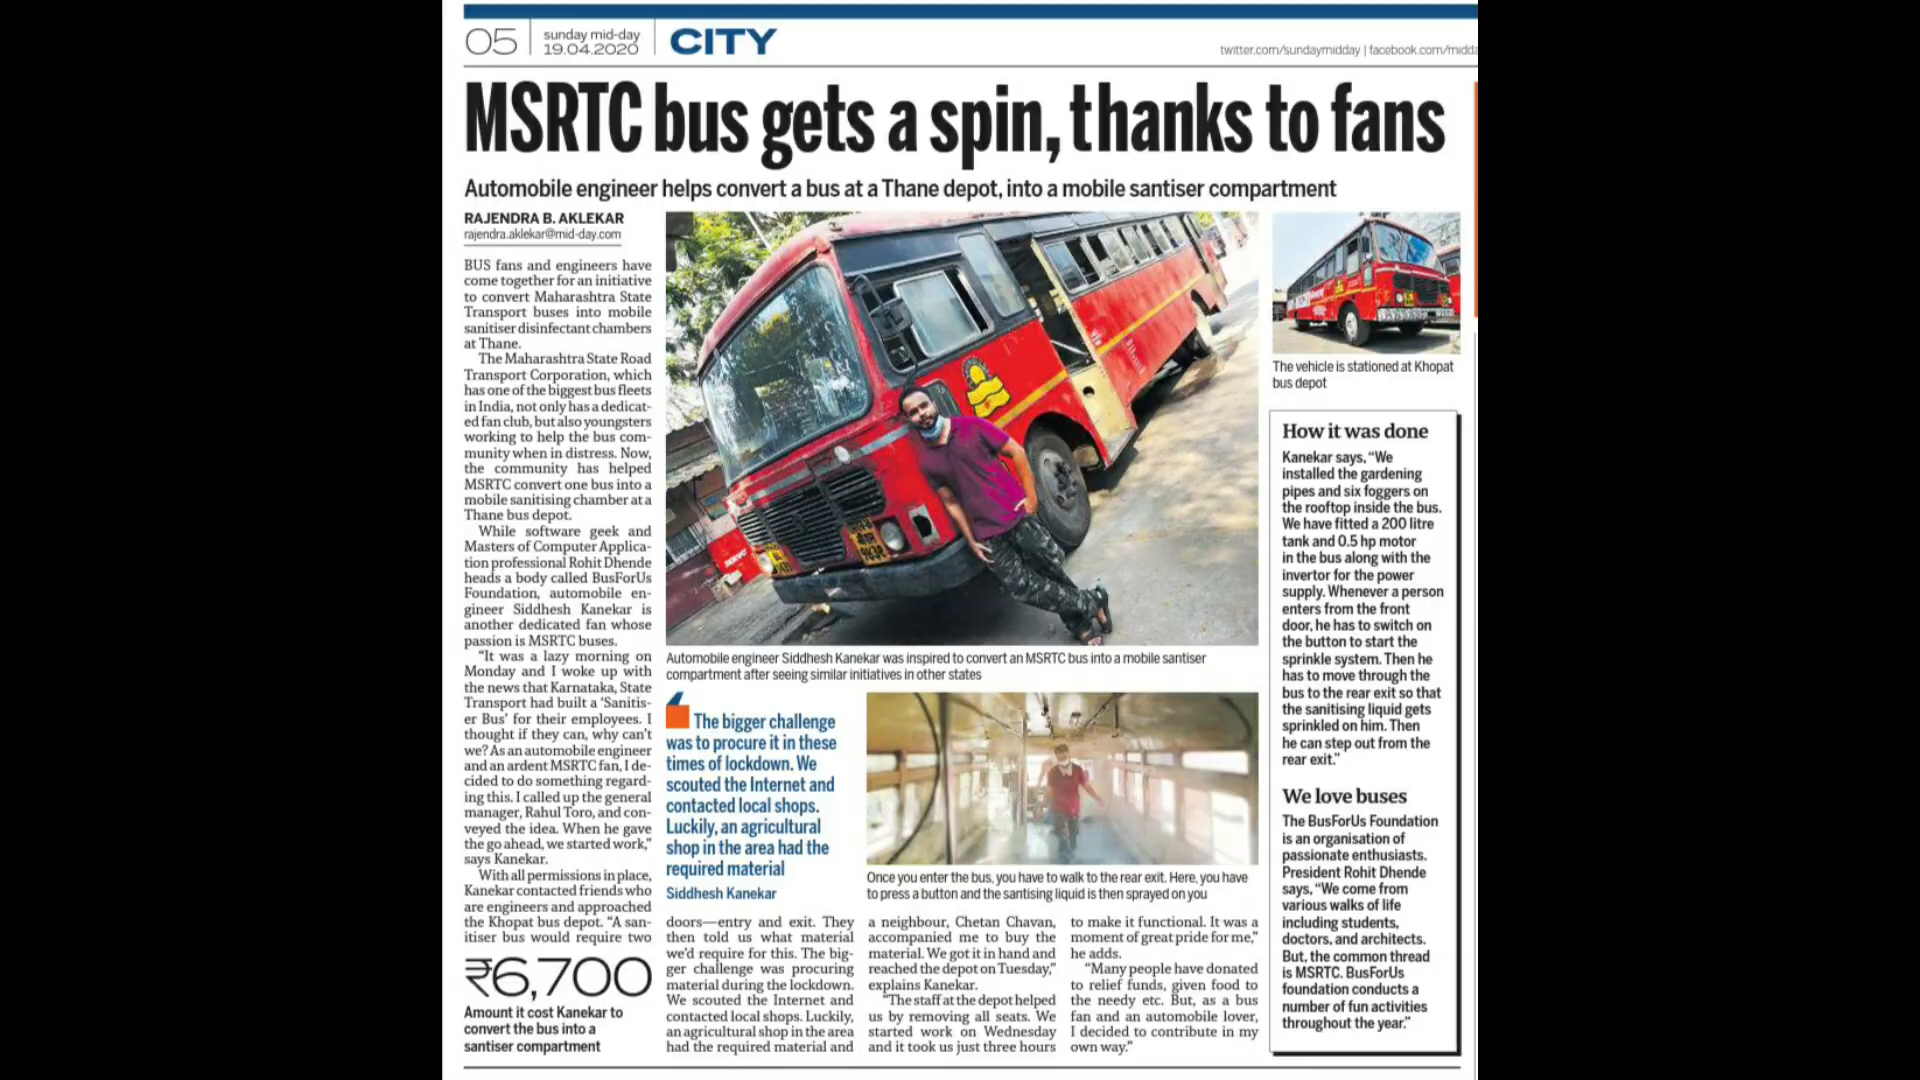 05
sunday mid-day
19.04.2020
CITY
twitter.com/sundaymidday | facebook.com/midda
MSRTC bus gets a spin, thanks to fans
Automobile engineer helps convert a bus at a Thane depot, into a mobile santiser compartment
RAJENDRA B. AKLEKAR
rajendra.aklekar@mid-day.com
BUS fans and engineers have
come together for an initiative
to convert Maharashtra State
Transport buses into mobile
sanitiser disinfectant chambers
at Thane.
The Maharashtra State Road
Transport Corporation, which
has one of the biggest bus fleets
in India, not only has a dedicat-
ed fan club, but also youngsters
working to help the bus com-
munity when in distress. Now,
the community has helped
MSRTC convert one bus into a
mobile sanitising chamber at a
Thane bus depot.
While software geek and
Masters of Computer Applica-
tion professional Rohit Dhende
heads a body called BusForUs
Foundation, automobile en-
gineer Siddhesh Kanekar is
another dedicated fan whose
passion is MSRTC buses.
"It was a lazy morning on
Monday and I woke up with
the news that Karnataka, State
Transport had built a 'Sanitis-
er Bus' for their employees. I
thought if they can, why can't
we? As an automobile engineer
and an ardent MSRTC fan, I de-
cided to do something regard-
ing this. I called up the general
manager, Rahul Toro, and con-
veyed the idea. When he gave
the go ahead, we started work,"
says Kanekar.
With all permissions in place,
Kanekar contacted friends who
are engineers and approached
the Khopat bus depot. "A san-
itiser bus would require two
₹6,700
Amount it cost Kanekar to
convert the bus into a
santiser compartment
SERVO
Automobile engineer Siddhesh Kanekar was inspired to convert an MSRTC bus into a mobile santiser
compartment after seeing similar initiatives in other states
The bigger challenge
was to procure it in these
times of lockdown. We
scouted the Internet and
contacted local shops.
Luckily, an agricultural
shop in the area had the
required material
Siddhesh Kanekar
Once you enter the bus, you have to walk to the rear exit. Here, you have
to press a button and the santising liquid is then sprayed on you
doors—entry and exit. They
then told us what material
we'd require for this. The big-
ger challenge was procuring
material during the lockdown.
We scouted the Internet and
contacted local shops. Luckily,
an agricultural shop in the area
had the required material and
a neighbour, Chetan Chavan,
accompanied me to buy the
material. We got it in hand and
reached the depot on Tuesday,"
explains Kanekar.
"The staff at the depot helped
us by removing all seats. We
started work on Wednesday
and it took us just three hours
to make it functional. It was a
moment of great pride for me,"
he adds.
"Many people have donated
to relief funds, given food to
the needy etc. But, as a bus
fan and an automobile lover,
I decided to contribute in my
own way."
The vehicle is stationed at Khopat
bus depot
How it was done
Kanekar says, "We
installed the gardening
pipes and six foggers on
the rooftop inside the bus.
We have fitted a 200 litre
tank and 0.5 hp motor
in the bus along with the
invertor for the power
supply. Whenever a person
enters from the front
door, he has to switch on
the button to start the
sprinkle system. Then he
has to move through the
bus to the rear exit so that
the sanitising liquid gets
sprinkled on him. Then
he can step out from the
rear exit."
We love buses
The BusForUs Foundation
is an organisation of
passionate enthusiasts.
President Rohit Dhende
says, "We come from
various walks of life
including students,
doctors, and architects.
But, the common thread
is MSRTC. BusForUs
foundation conducts a
number of fun activities
throughout the year."